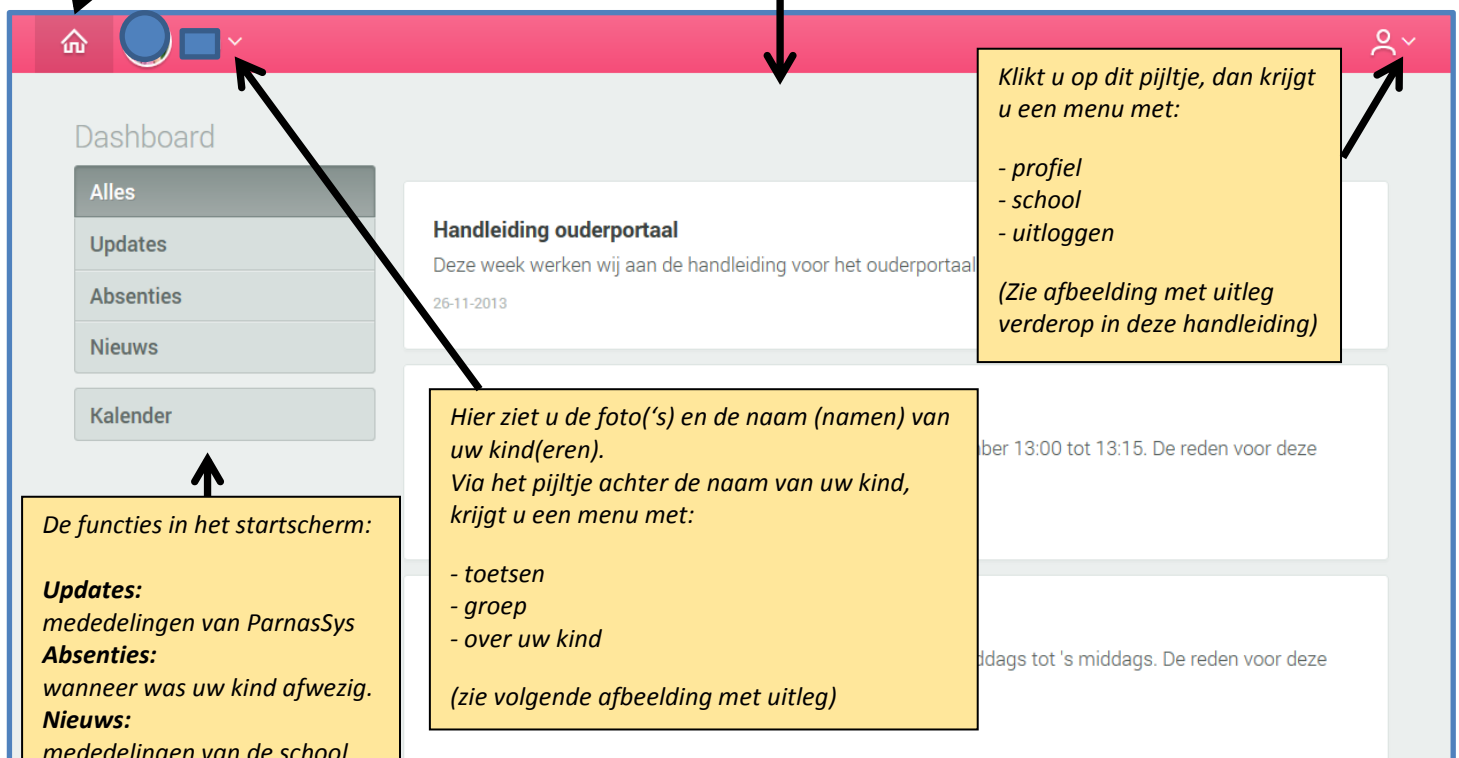 Dashboard
Alles
Updates
Absenties
Nieuws
Kalender
Handleiding ouderportaal
Deze week werken wij aan de handleiding voor het ouderportaal
26-11-2013
Klikt u op dit pijltje, dan krijgt
u een menu met:
- profiel
- school
- uitloggen
(Zie afbeelding met uitleg
verderop in deze handleiding)
Hier ziet u de foto('s) en de naam (namen) van
uw kind(eren).
Via het pijltje achter de naam van uw kind,
krijgt u een menu met:
- toetsen
- groep
- over uw kind
(zie volgende afbeelding met uitleg)
13:00 tot 13:15. De reden voor deze
tot 's middags. De reden voor deze
De functies in het startscherm:
Updates:
mededelingen van ParnasSys
Absenties:
wanneer was uw kind afwezig.
Nieuws:
mededelingen van de school